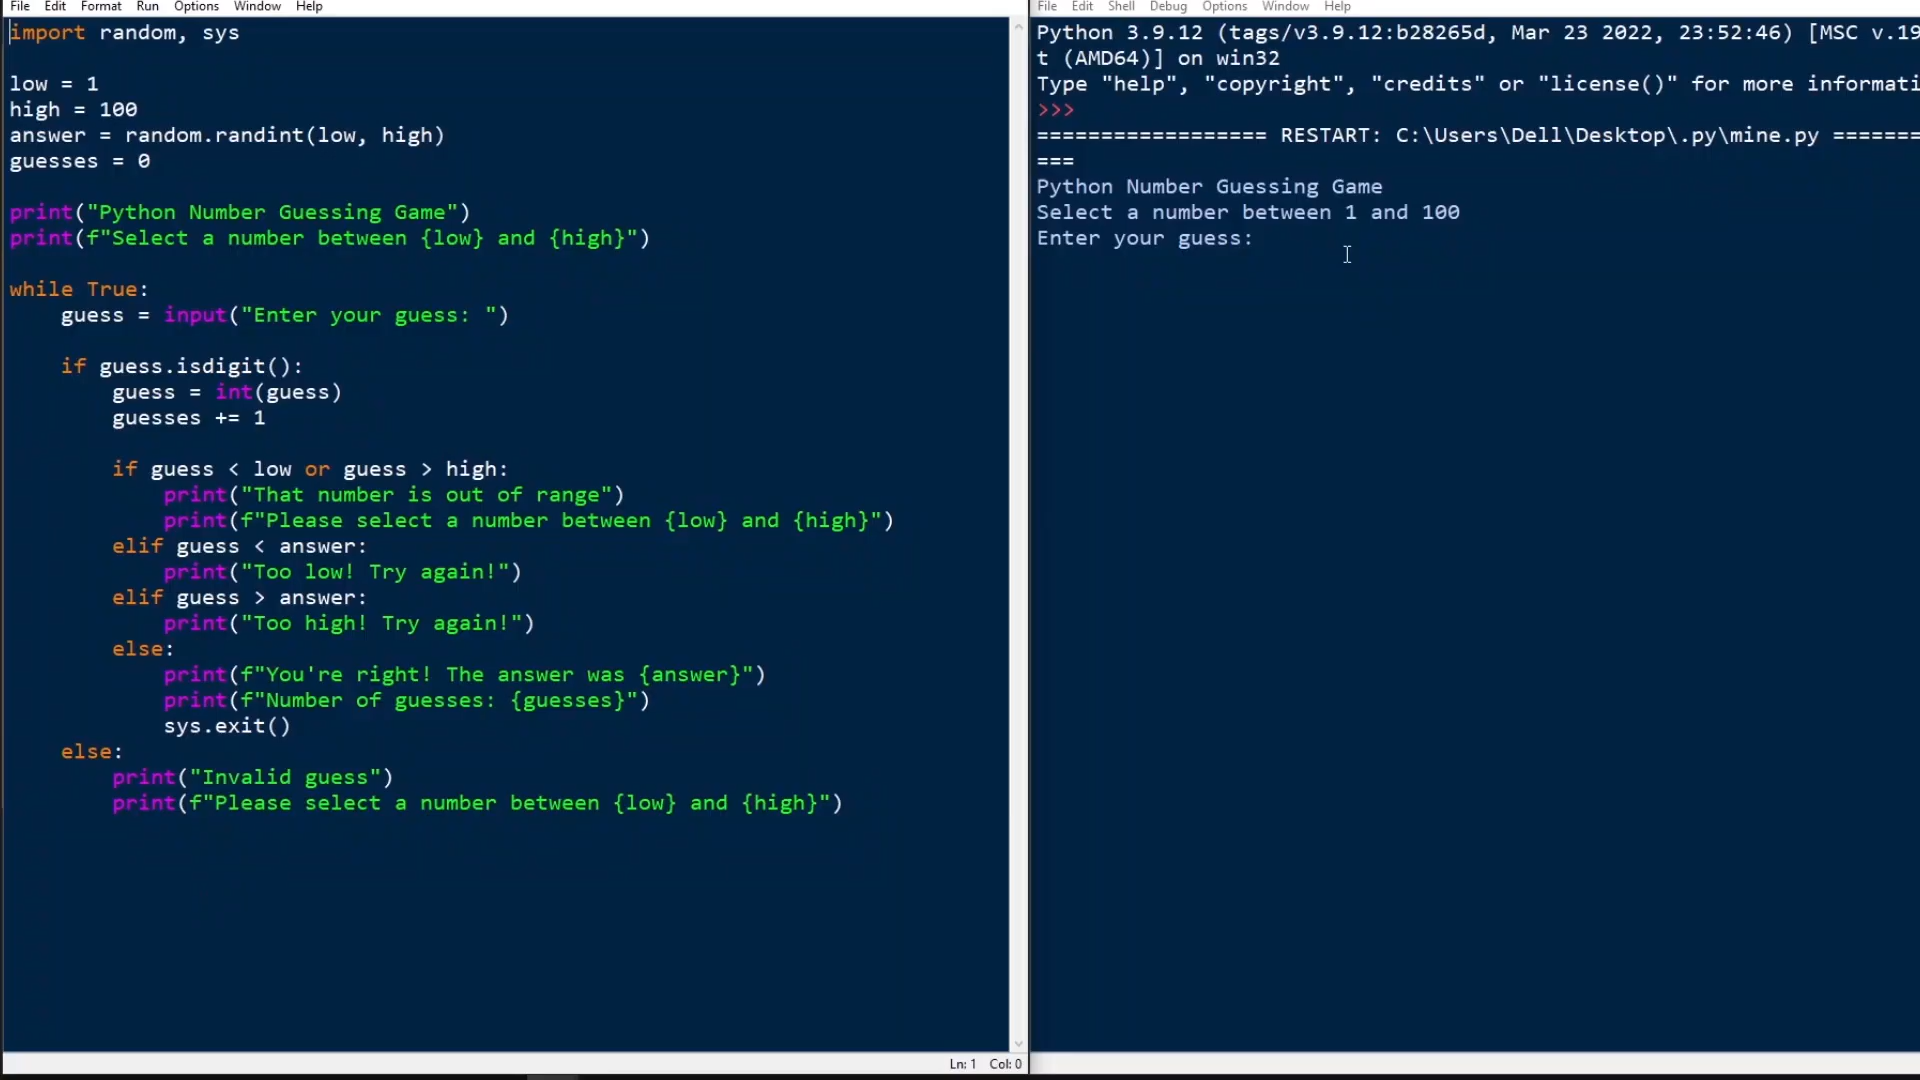 File Edit Format Run Options Window Help
import random, sys
low = 1
high = 100
answer = random.randint(low, high)
guesses = 0
print("Python Number Guessing Game")
print(f"Select a number between {low} and {high}")
while True:
    guess = input("Enter your guess: ")
    if guess.isdigit():
        guess = int(guess)
        guesses += 1
        if guess < low or guess > high:
            print("That number is out of range")
            print(f"Please select a number between {low} and {high}")
        elif guess < answer:
            print("Too low! Try again!")
        elif guess > answer:
            print("Too high! Try again!")
        else:
            print(f"You're right! The answer was {answer}")
            print(f"Number of guesses: {guesses}")
            sys.exit()
    else:
        print("Invalid guess")
        print(f"Please select a number between {low} and {high}")
Ln: 1 Col: 0
File Edit Shell Debug Options Window Help
Python 3.9.12 (tags/v3.9.12:b28265d, Mar 23 2022, 23:52:46) [MSC v.19
t (AMD64)] on win32
Type "help", "copyright", "credits" or "license()" for more informati
>>>
================== RESTART: C:\Users\Dell\Desktop\.py\mine.py =======
===
Python Number Guessing Game
Select a number between 1 and 100
Enter your guess: